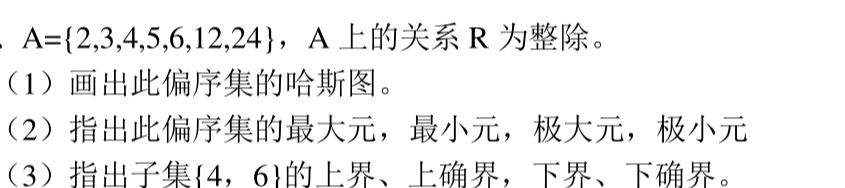 . A={2,3,4,5,6,12,24}，A 上的关系 R 为整除。
（1）画出此偏序集的哈斯图。
（2）指出此偏序集的最大元，最小元，极大元，极小元
（3）指出子集{4，6}的上界、上确界，下界、下确界。